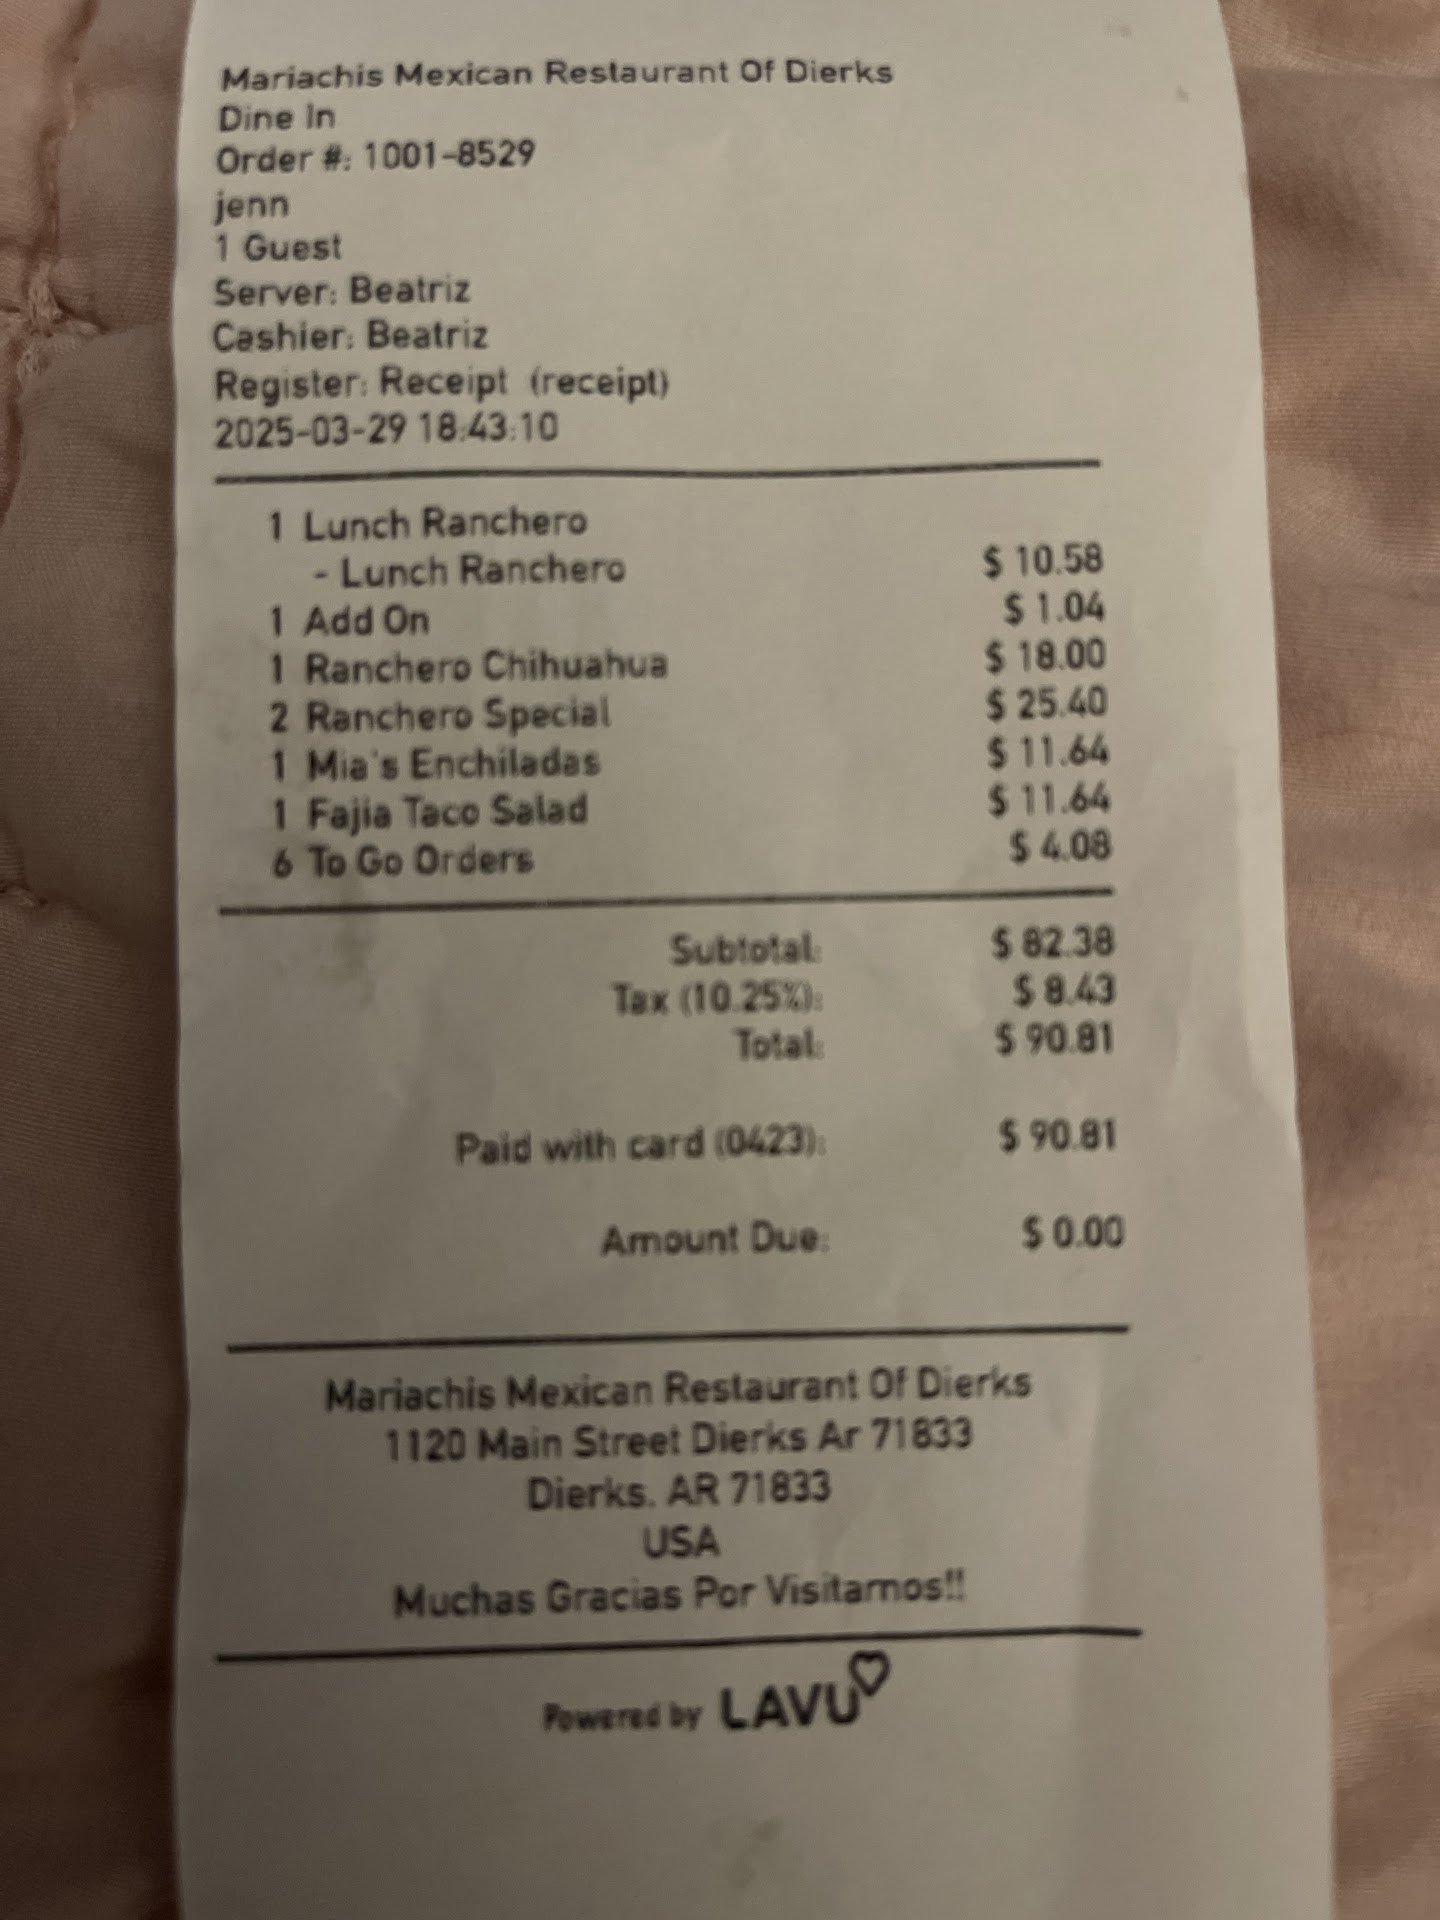 Mariachis Mexican Restaurant Of Dierks
Dine In
Order #: 1001-8529
jenn
1 Guest
Server: Beatriz
Cashier: Beatriz
Register: Receipt (receipt)
2025-03-29 18:43:10
1 Lunch Ranchero
- Lunch Ranchero $ 10.58
1 Add On $ 1.04
1 Ranchero Chihuahua $ 18.00
2 Ranchero Special $ 25.40
1 Mia's Enchiladas $ 11.64
1 Fajia Taco Salad $ 11.64
6 To Go Orders $ 4.08
Subtotal: $ 82.38
Tax (10.25%): $ 8.43
Total: $ 90.81
Paid with card (0423): $ 90.81
Amount Due: $ 0.00
Mariachis Mexican Restaurant Of Dierks
1120 Main Street Dierks Ar 71833
Dierks, AR 71833
USA
Muchas Gracias Por Visitarnos!!
Powered by LAVU